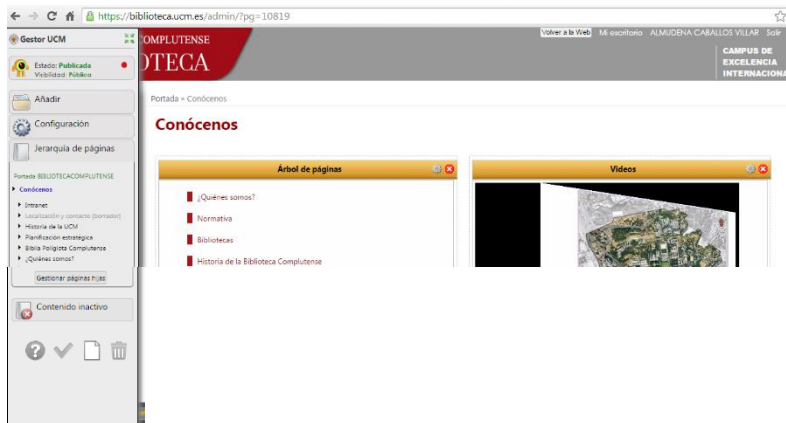 https://biblioteca.ucm.es/admin/?pg=10819
Gestor UCM
Estado: Publicada
Visibilidad: Público
Añadir
Configuración
Jerarquía de páginas
Portada BIBLIOTECACOMPLUTENSE
Conócenos
Intranet
Localización y contacto [borrador]
Historia de la UCM
Planificación estratégica
Biblia Políglota Complutense
¿Quiénes somos?
Gestionar páginas hijas
Contenido inactivo
COMPLUTENSE
OTECA
Volver a la Web Mi escritorio ALMUDENA CABALLOS VILLAR Salir
CAMPUS DE
EXCELENCIA
INTERNACIONA
Portada » Conócenos
Conócenos
Árbol de páginas
¿Quiénes somos?
Normativa
Bibliotecas
Historia de la Biblioteca Complutense
Videos